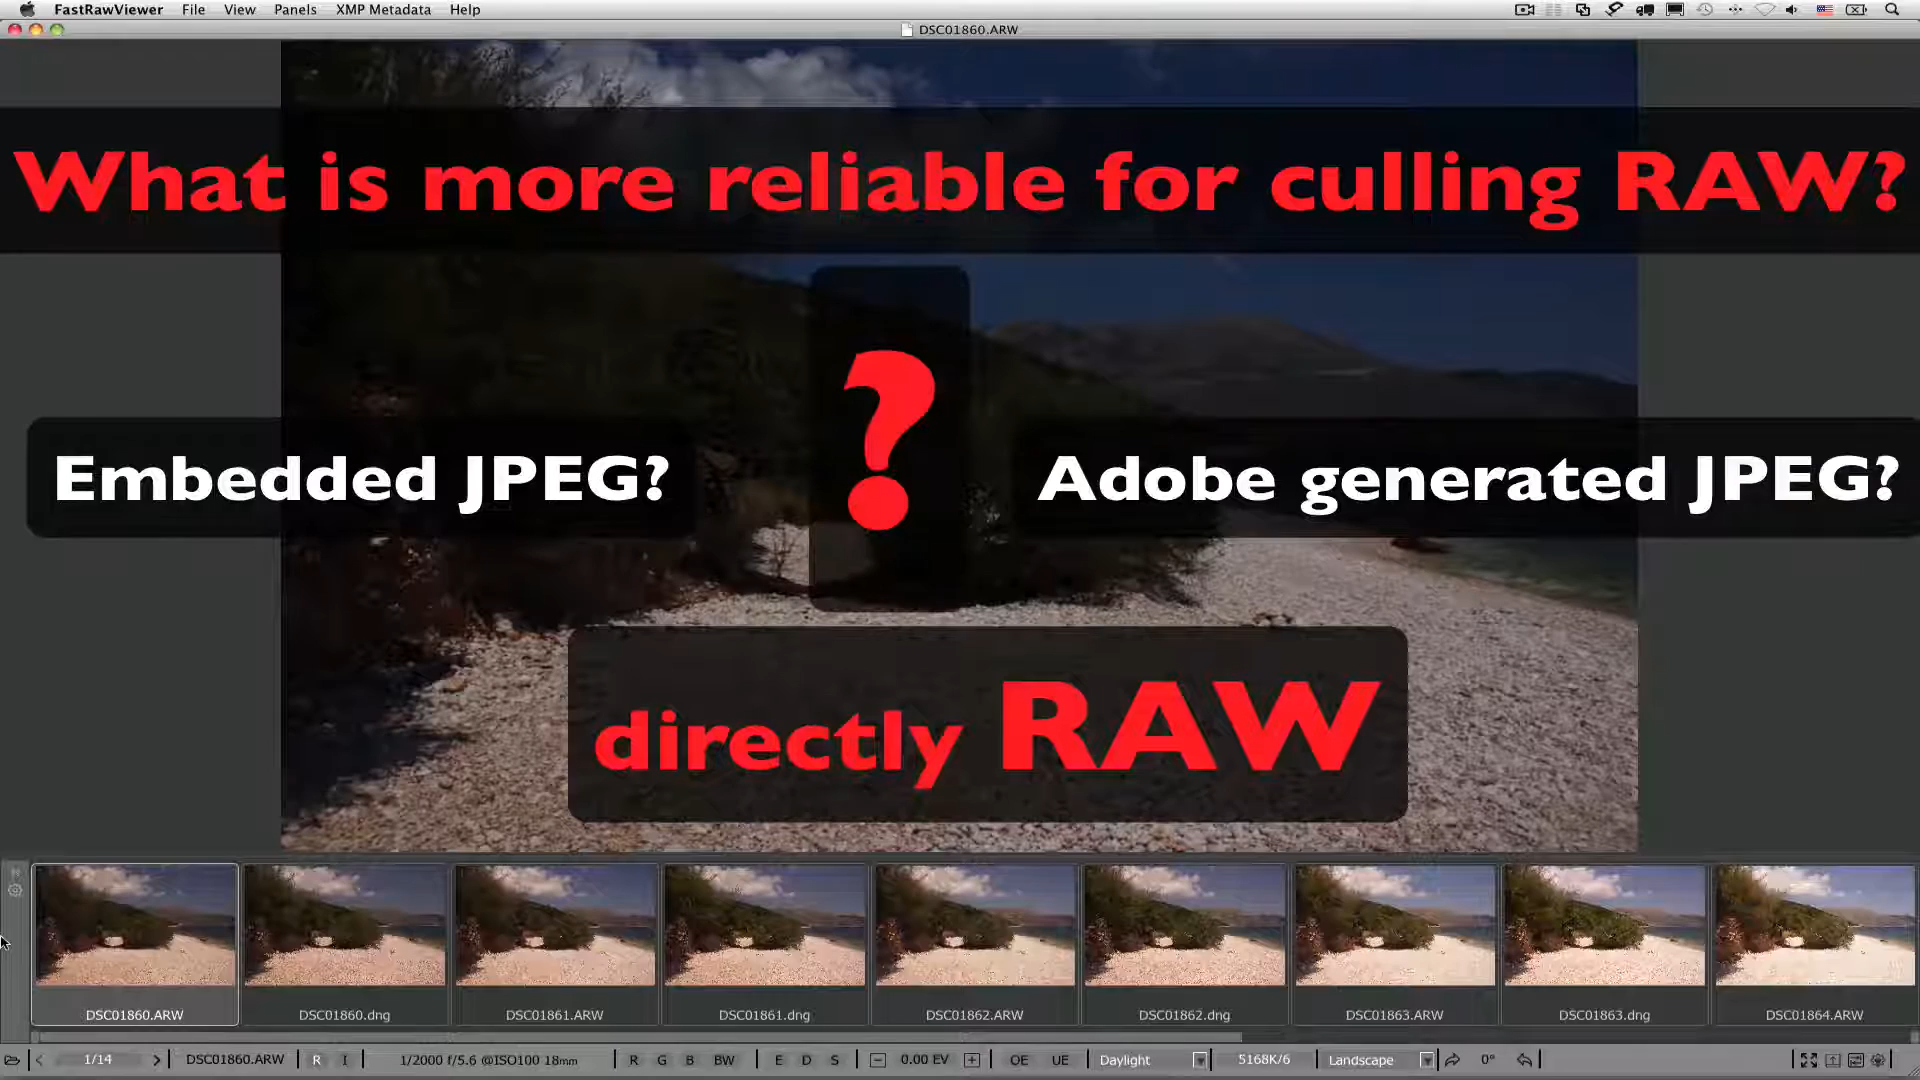 FastRawViewer File View Panels XMP Metadata Help
DSC01860.ARW
What is more reliable for culling RAW?
?
Embedded JPEG?
Adobe generated JPEG?
directly RAW
DSC01860.ARW
DSC01860.dng
DSC01861.ARW
DSC01861.dng
DSC01862.ARW
DSC01862.dng
DSC01863.ARW
DSC01863.dng
DSC01864.ARW
1/14 DSC01860.ARW R I 1/2000 f/5.6 @ISO100 18mm R G B BW E D S 0.00 EV OE UE Daylight 5168K/6 Landscape 0°